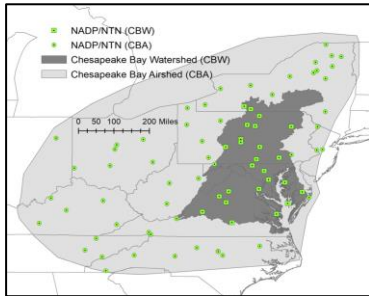 NADP/NTN (CBW)
NADP/NTN (CBA)
Chesapeake Bay Watershed (CBW)
Chesapeake Bay Airshed (CBA)
0 50 100 200 Miles